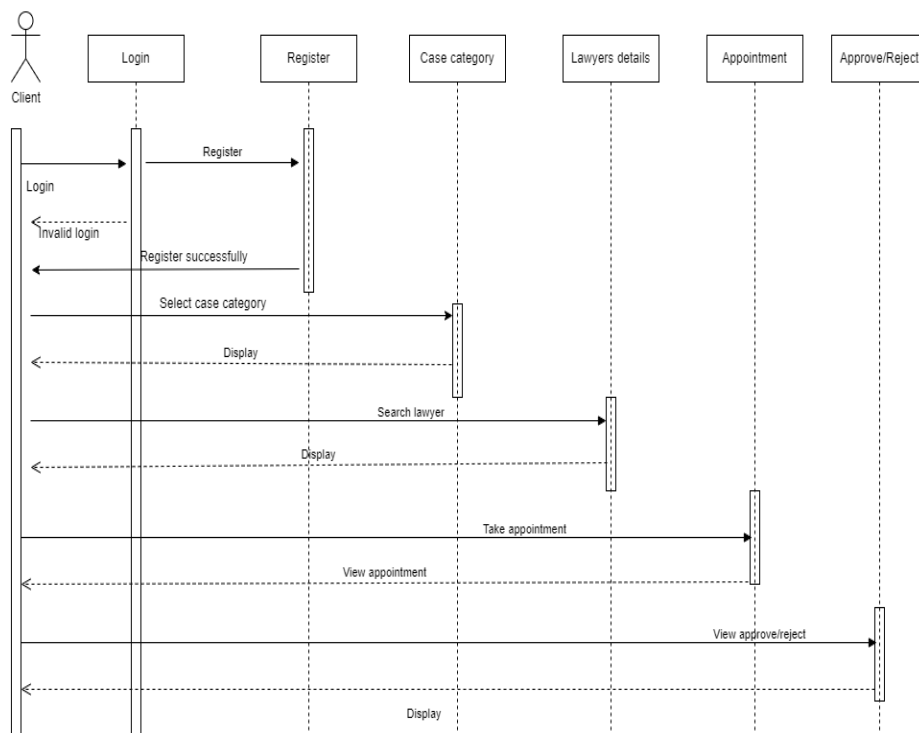 Login
Register
Case category
Lawyers details
Appointment
Approve/Reject
Client
Register
Login
Invalid login
Register successfully
Select case category
Display
Search lawyer
Display
Take appointment
View appointment
View approve/reject
Display